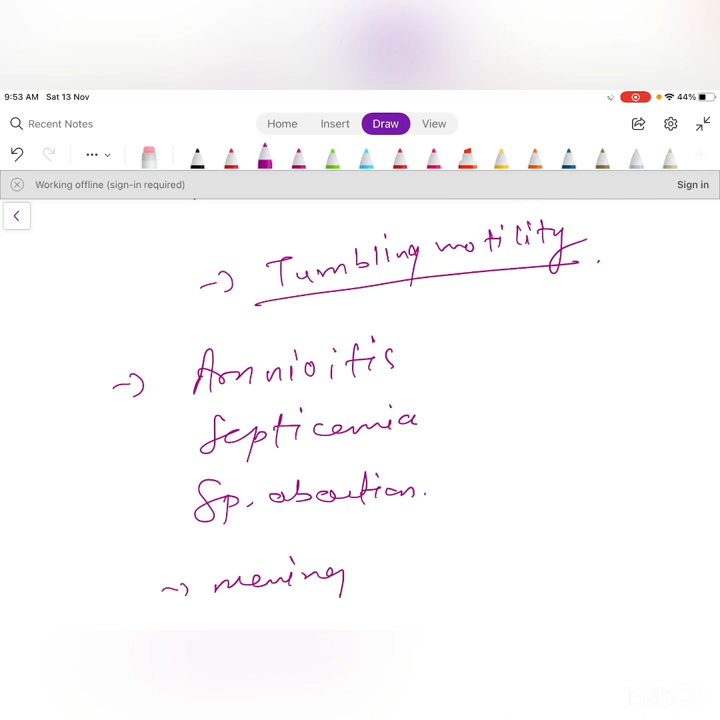 9:53 AM Sat 13 Nov 44%
Recent Notes Home Insert Draw View
Working offline (sign-in required) Sign in
→ Tumbling motility.
→ Amnioitis
Septicemia
Sp. abortion.
→ mening